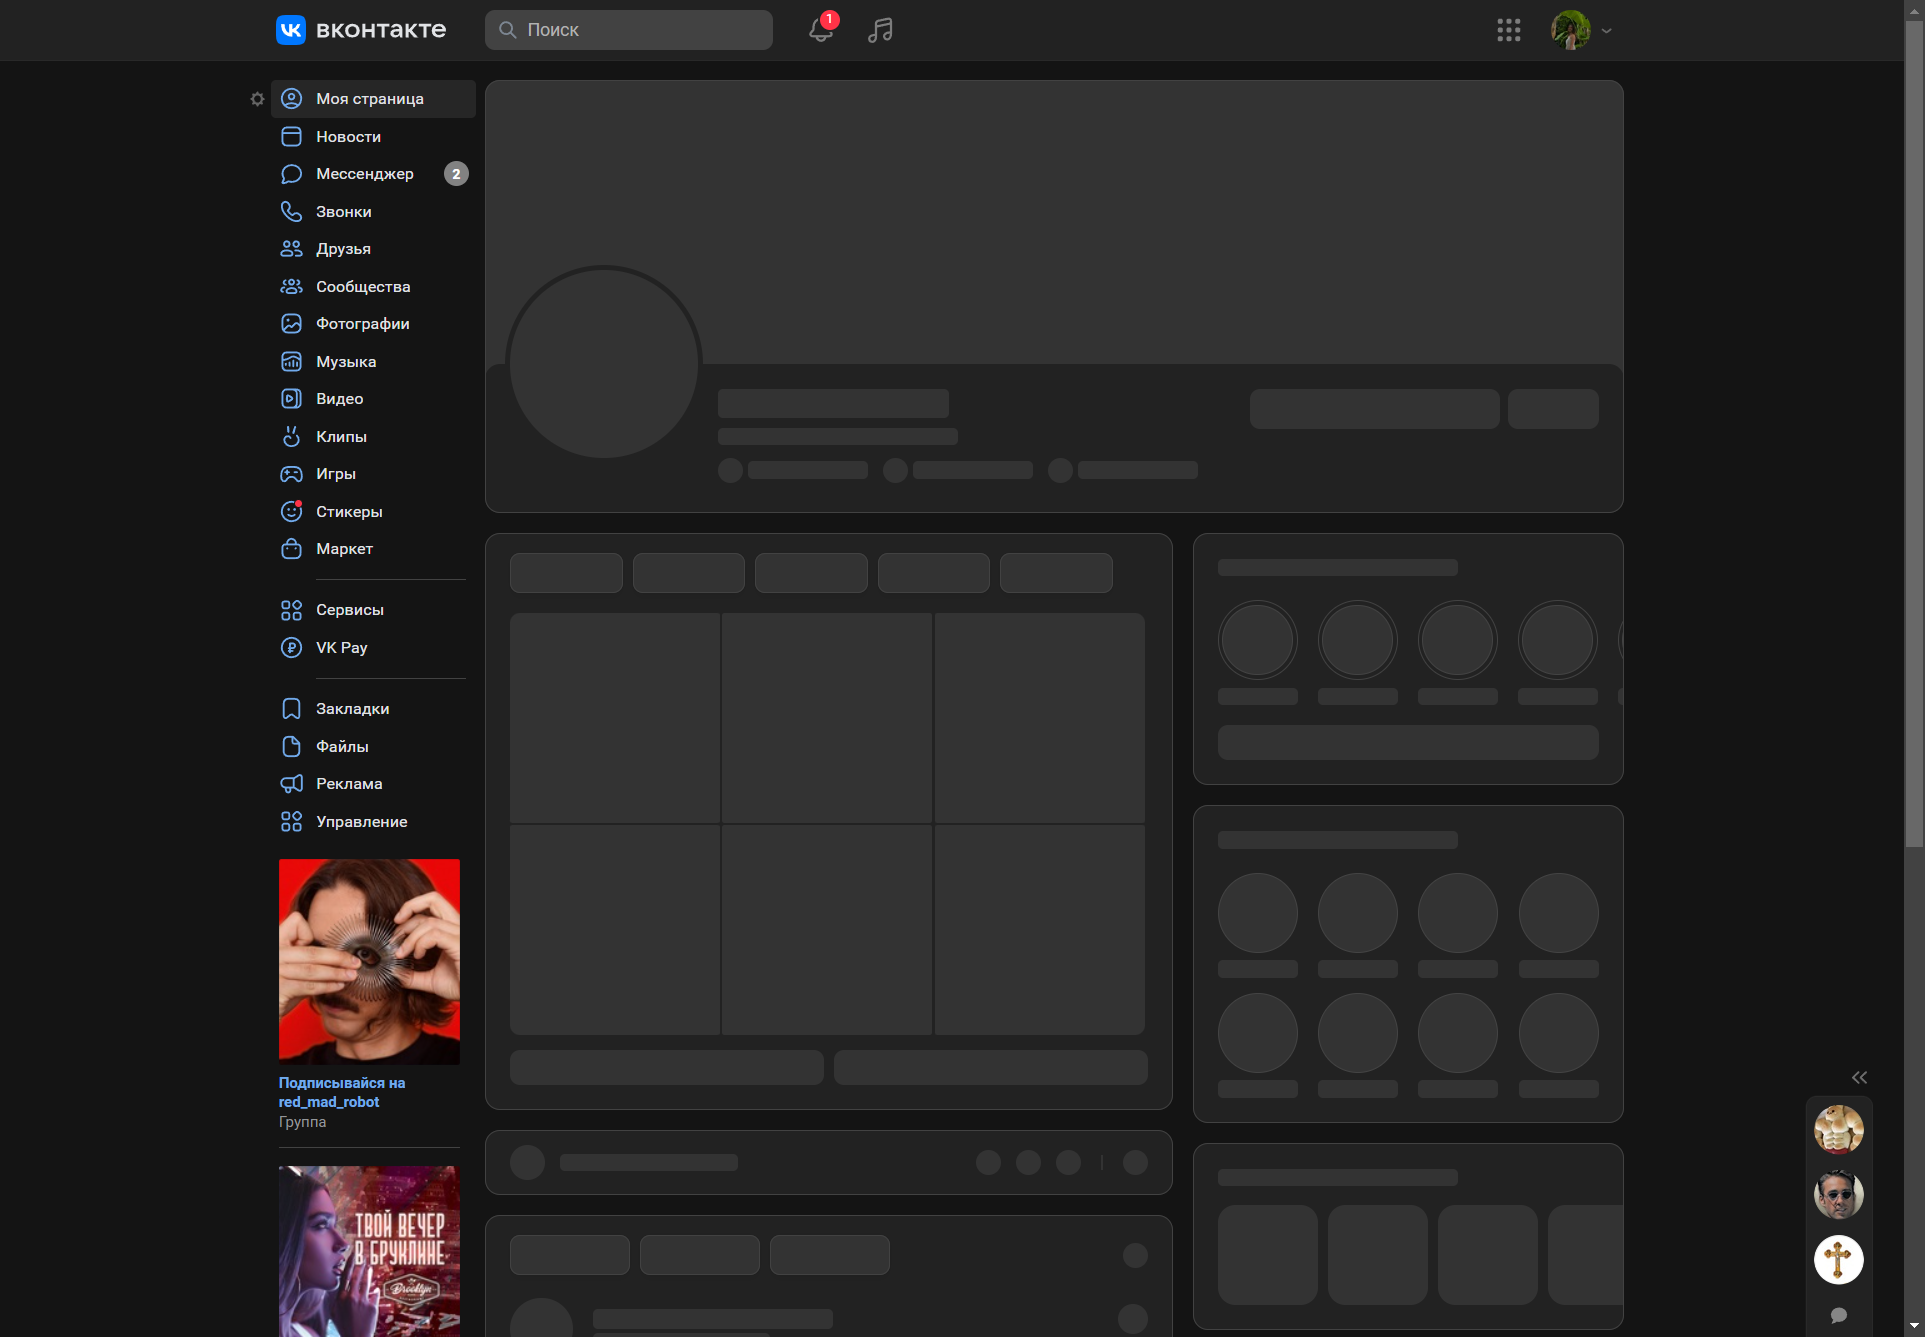 вконтакте
Поиск
1
Моя страница
Новости
Мессенджер 2
Звонки
Друзья
Сообщества
Фотографии
Музыка
Видео
Клипы
Игры
Стикеры
Маркет
Сервисы
VK Pay
Закладки
Файлы
Реклама
Управление
Подписывайся на
red_mad_robot
Группа
ТВОЙ ВЕЧЕР
В БРУКЛИНЕ
Brooklyn